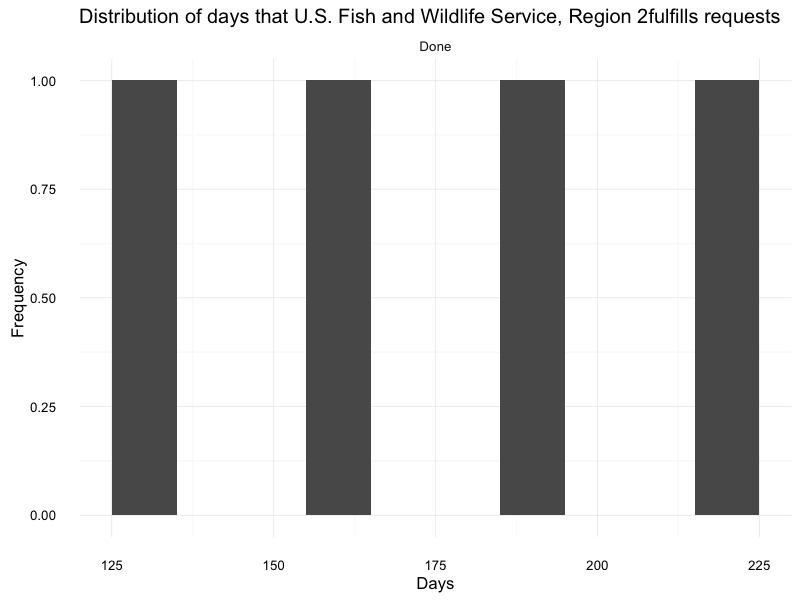 Distribution of days that U.S. Fish and Wildlife Service, Region 2fulfills requests
Done
1.00
0.75
0.50
0.25
0.00
Frequency
125 150 175 200 225
Days